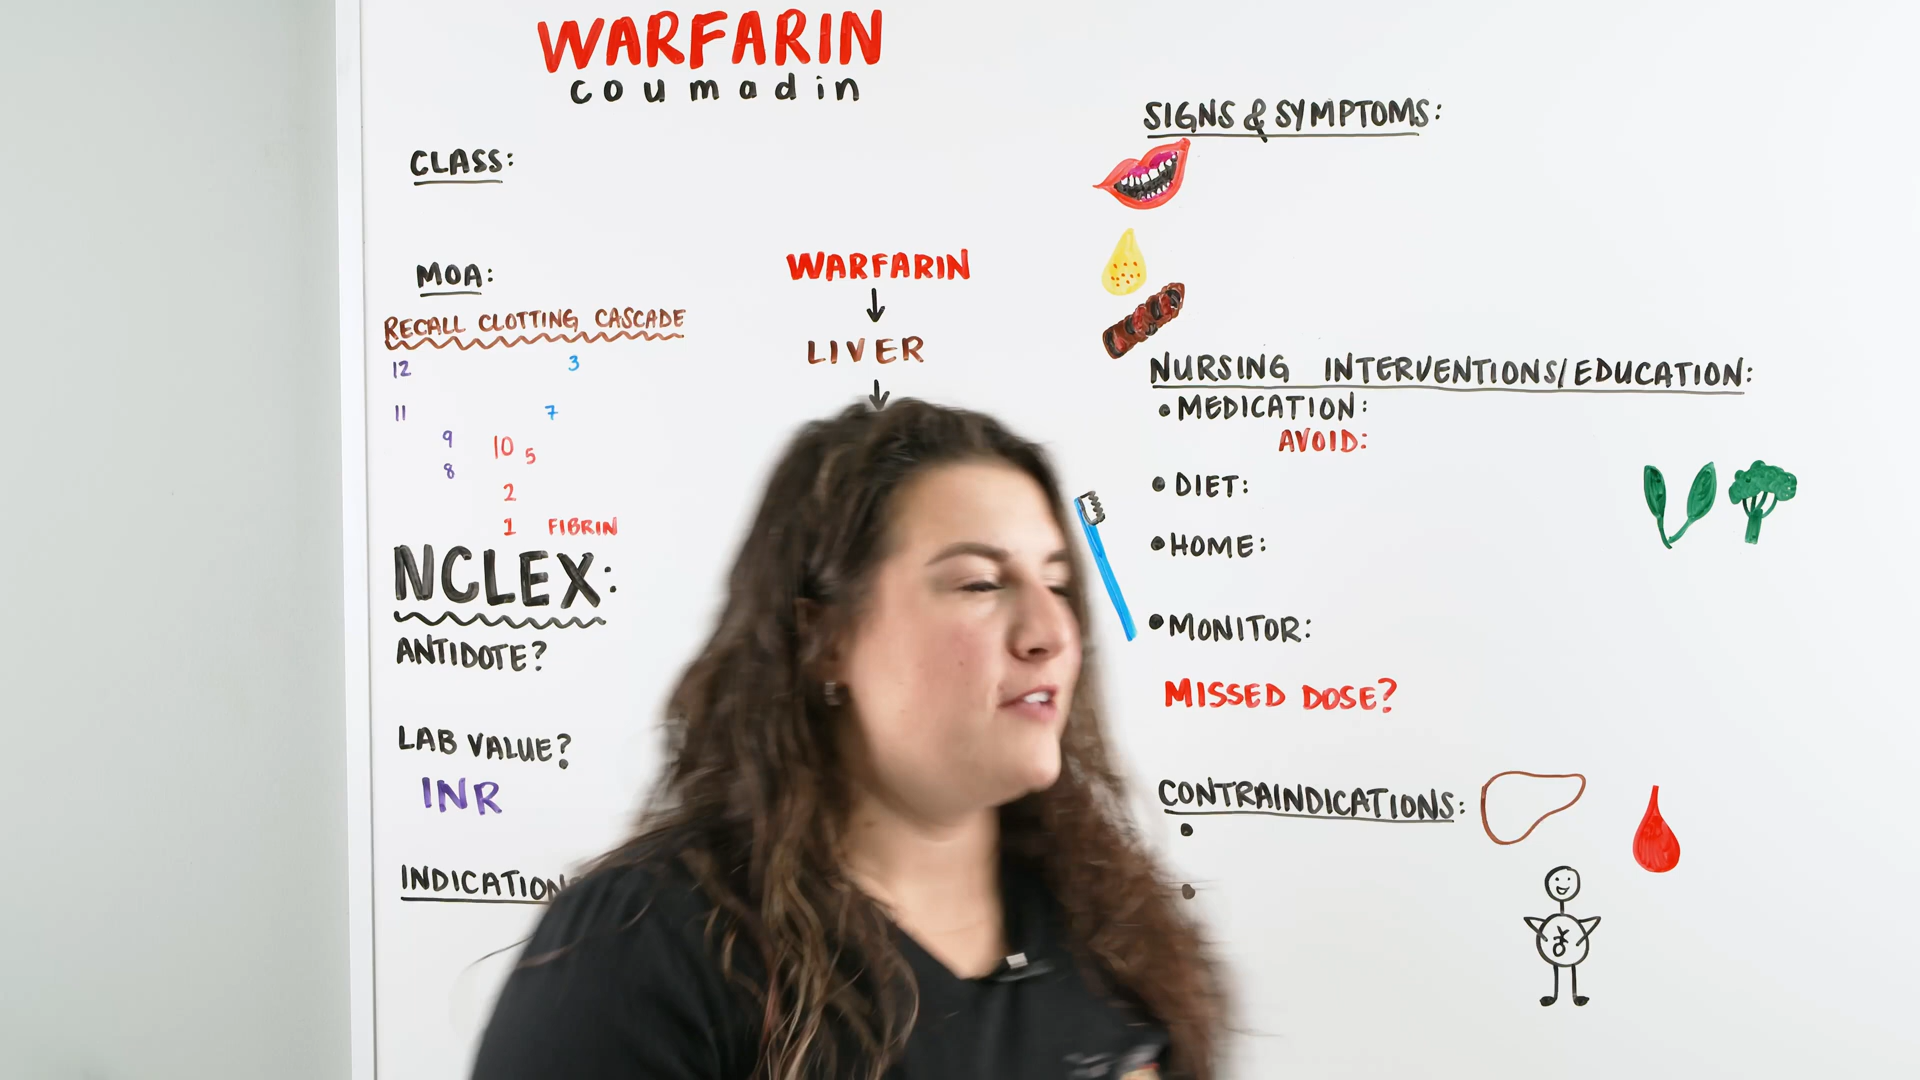 WARFARIN
coumadin
CLASS:
MOA:
RECALL CLOTTING CASCADE
12 3
11 7
9 10 5
8
2
1 FIBRIN
WARFARIN
LIVER
NCLEX:
ANTIDOTE?
LAB VALUE?
INR
INDICATION
SIGNS & SYMPTOMS:
NURSING INTERVENTIONS/EDUCATION:
• MEDICATION:
AVOID:
• DIET:
• HOME:
• MONITOR:
MISSED DOSE?
CONTRAINDICATIONS: